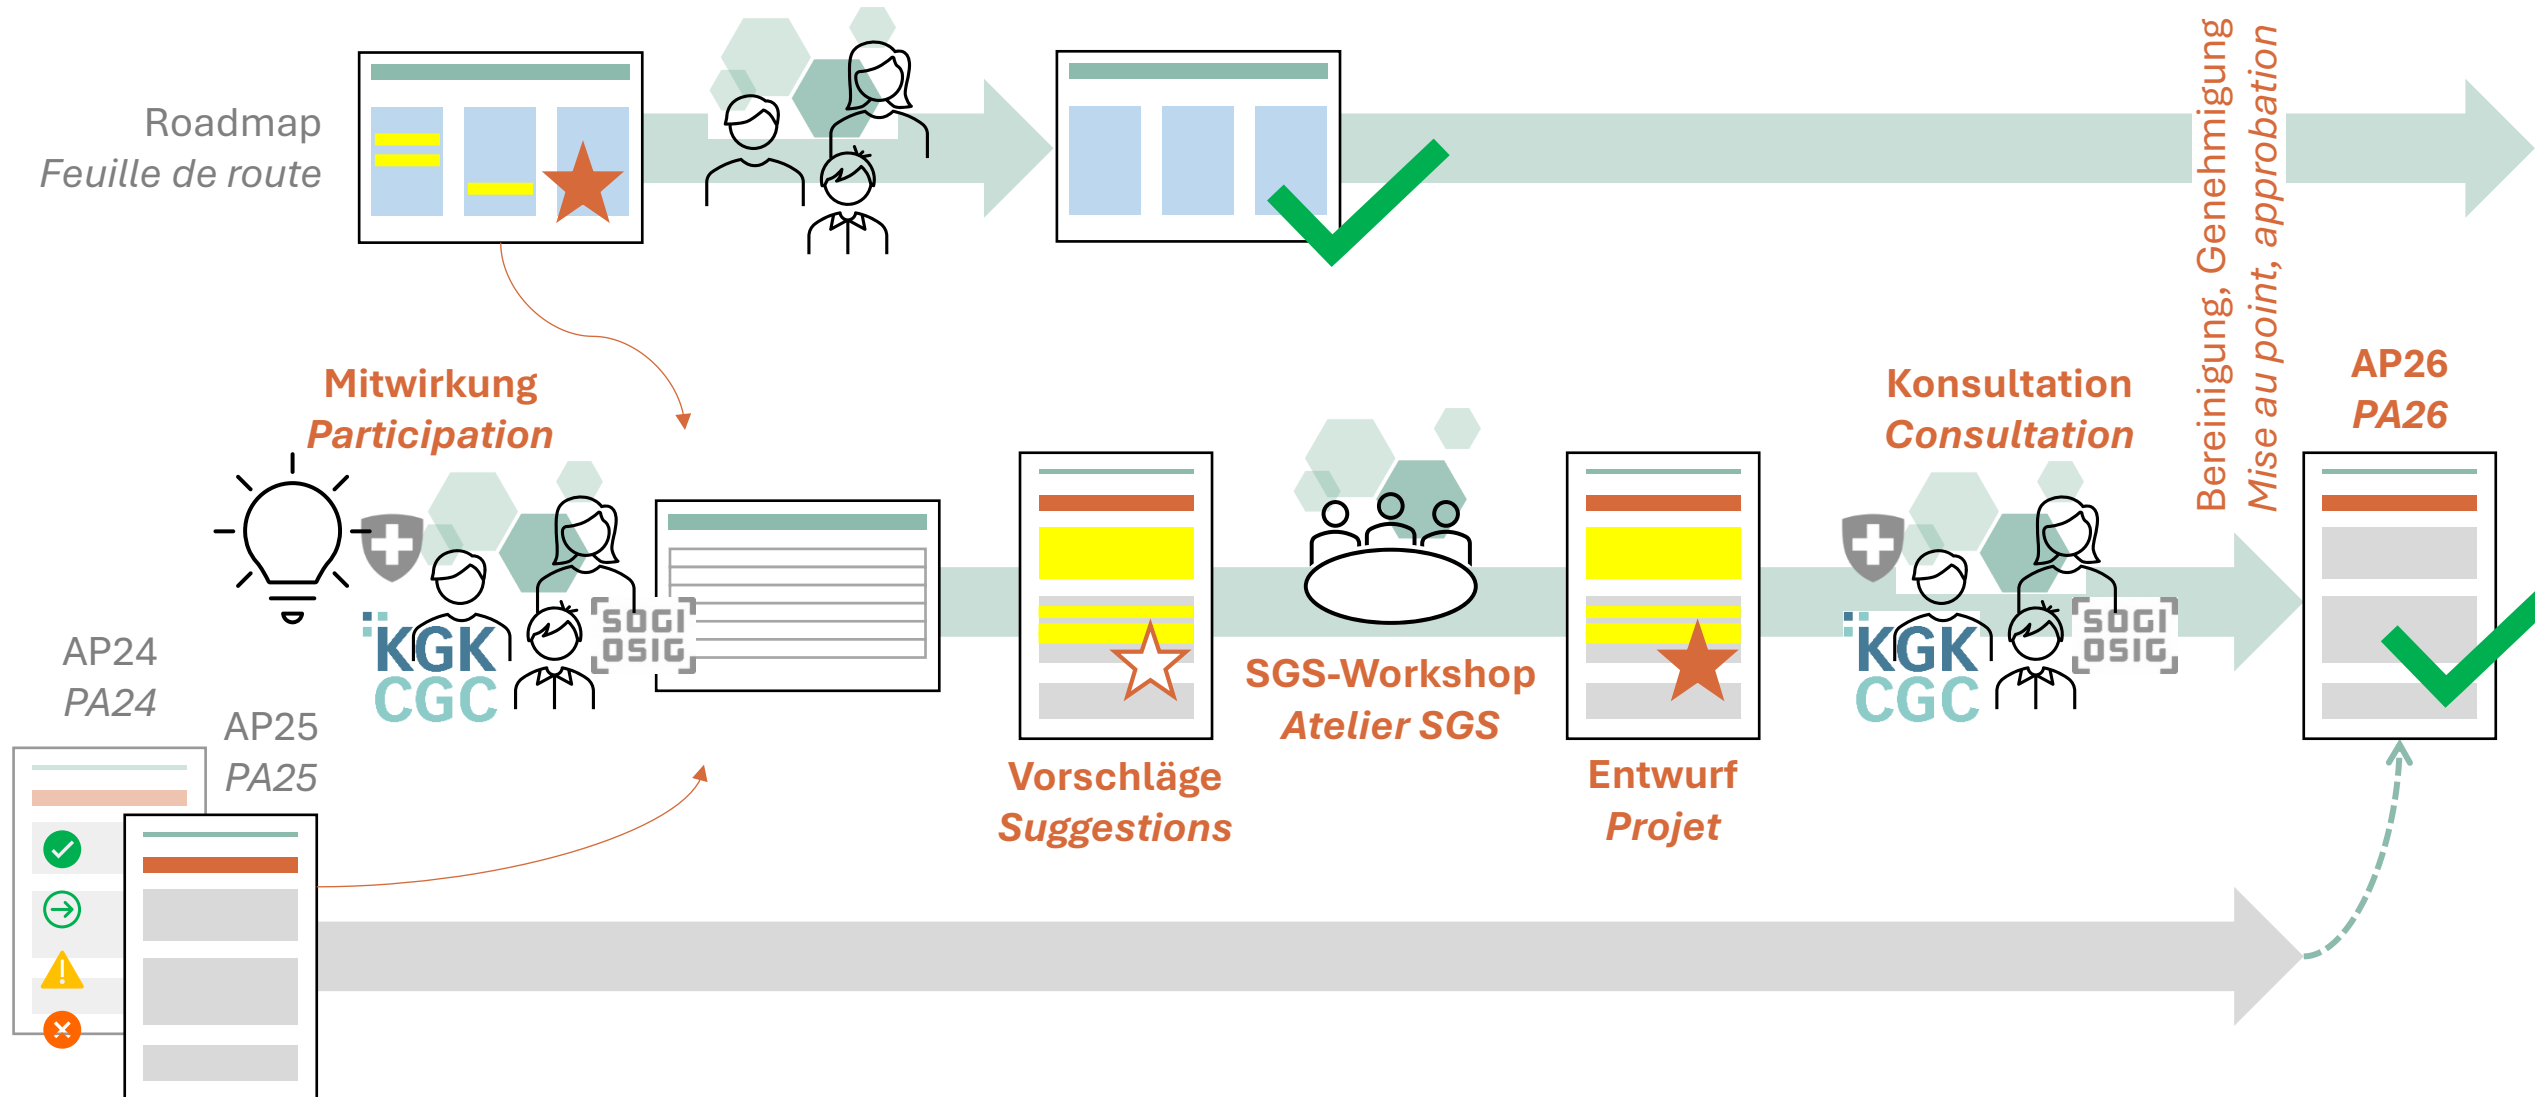 Roadmap
Feuille de route
Bereinigung, Genehmigung
Mise au point, approbation
Mitwirkung
Participation
KGK
CGC
SOGI
OSIG
AP24
PA24
AP25
PA25
Vorschläge
Suggestions
SGS-Workshop
Atelier SGS
Entwurf
Projet
Konsultation
Consultation
KGK
CGC
SOGI
OSIG
AP26
PA26